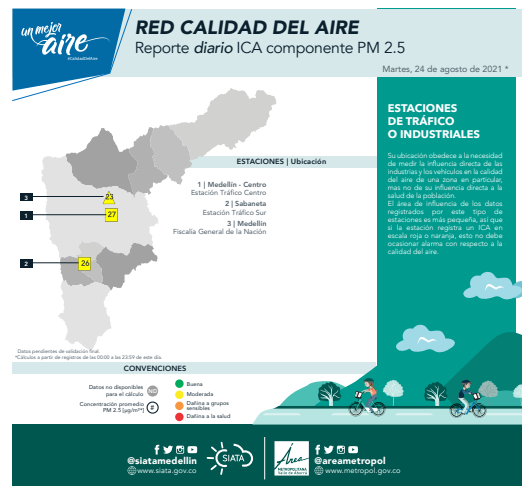 un mejor
aire
#CalidadDelAire
RED CALIDAD DEL AIRE
Reporte diario ICA componente PM 2.5
Martes, 24 de agosto de 2021 *
ESTACIONES
DE TRÁFICO
O INDUSTRIALES
Su ubicación obedece a la necesidad
de medir la influencia directa de las
industrias y los vehículos en la calidad
del aire de una zona en particular,
mas no de su influencia directa a la
salud de la población.
El área de influencia de los datos
registrados por este tipo de
estaciones es más pequeña, así que
si la estación registra un ICA en
escala roja o naranja, esto no debe
ocasionar alarma con respecto a la
calidad del aire.
ESTACIONES | Ubicación
1 | Medellín - Centro
Estación Tráfico Centro
2 | Sabaneta
Estación Tráfico Sur
3 | Medellín
Fiscalía General de la Nación
3
23
1
27
2
26
Datos pendientes de validación final.
*Cálculos a partir de registros de las 00:00 a las 23:59 de este día.
CONVENCIONES
Datos no disponibles
para el cálculo
ND
Concentración promedio
PM 2.5 [µg/m³*]
#
Buena
Moderada
Dañina a grupos
sensibles
Dañina a la salud
@siatamedellin
www.siata.gov.co
SIATA
Área
METROPOLITANA
Valle de Aburrá
@areametropol
www.metropol.gov.co